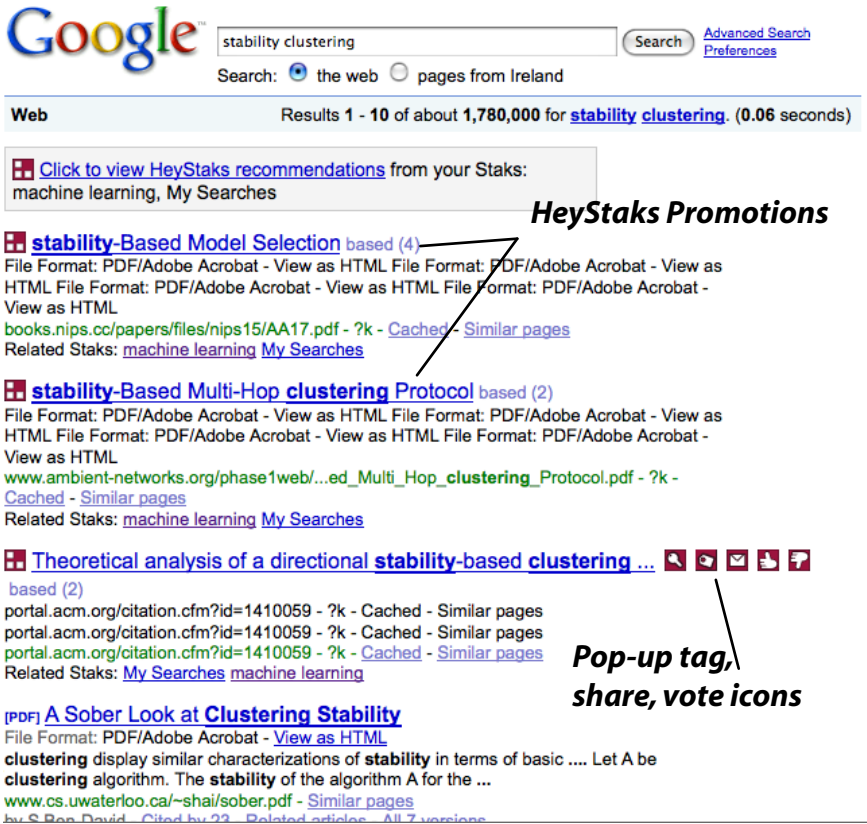 Google™
stability clustering
Search
Advanced Search
Preferences
Search: the web pages from Ireland
Web Results 1 - 10 of about 1,780,000 for stability clustering. (0.06 seconds)
Click to view HeyStaks recommendations from your Staks:
machine learning, My Searches
HeyStaks Promotions
stability-Based Model Selection based (4)
File Format: PDF/Adobe Acrobat - View as HTML File Format: PDF/Adobe Acrobat - View as
HTML File Format: PDF/Adobe Acrobat - View as HTML File Format: PDF/Adobe Acrobat -
View as HTML
books.nips.cc/papers/files/nips15/AA17.pdf - ?k - Cached - Similar pages
Related Staks: machine learning My Searches
stability-Based Multi-Hop clustering Protocol based (2)
File Format: PDF/Adobe Acrobat - View as HTML File Format: PDF/Adobe Acrobat - View as
HTML File Format: PDF/Adobe Acrobat - View as HTML File Format: PDF/Adobe Acrobat -
View as HTML
www.ambient-networks.org/phase1web/...ed_Multi_Hop_clustering_Protocol.pdf - ?k -
Cached - Similar pages
Related Staks: machine learning My Searches
Theoretical analysis of a directional stability-based clustering ...
based (2)
portal.acm.org/citation.cfm?id=1410059 - ?k - Cached - Similar pages
portal.acm.org/citation.cfm?id=1410059 - ?k - Cached - Similar pages
portal.acm.org/citation.cfm?id=1410059 - ?k - Cached - Similar pages
Related Staks: My Searches machine learning
Pop-up tag,
share, vote icons
[PDF] A Sober Look at Clustering Stability
File Format: PDF/Adobe Acrobat - View as HTML
clustering display similar characterizations of stability in terms of basic .... Let A be
clustering algorithm. The stability of the algorithm A for the ...
www.cs.uwaterloo.ca/~shai/sober.pdf - Similar pages
by S Ben-David - Cited by 23 - Related articles - All 7 versions